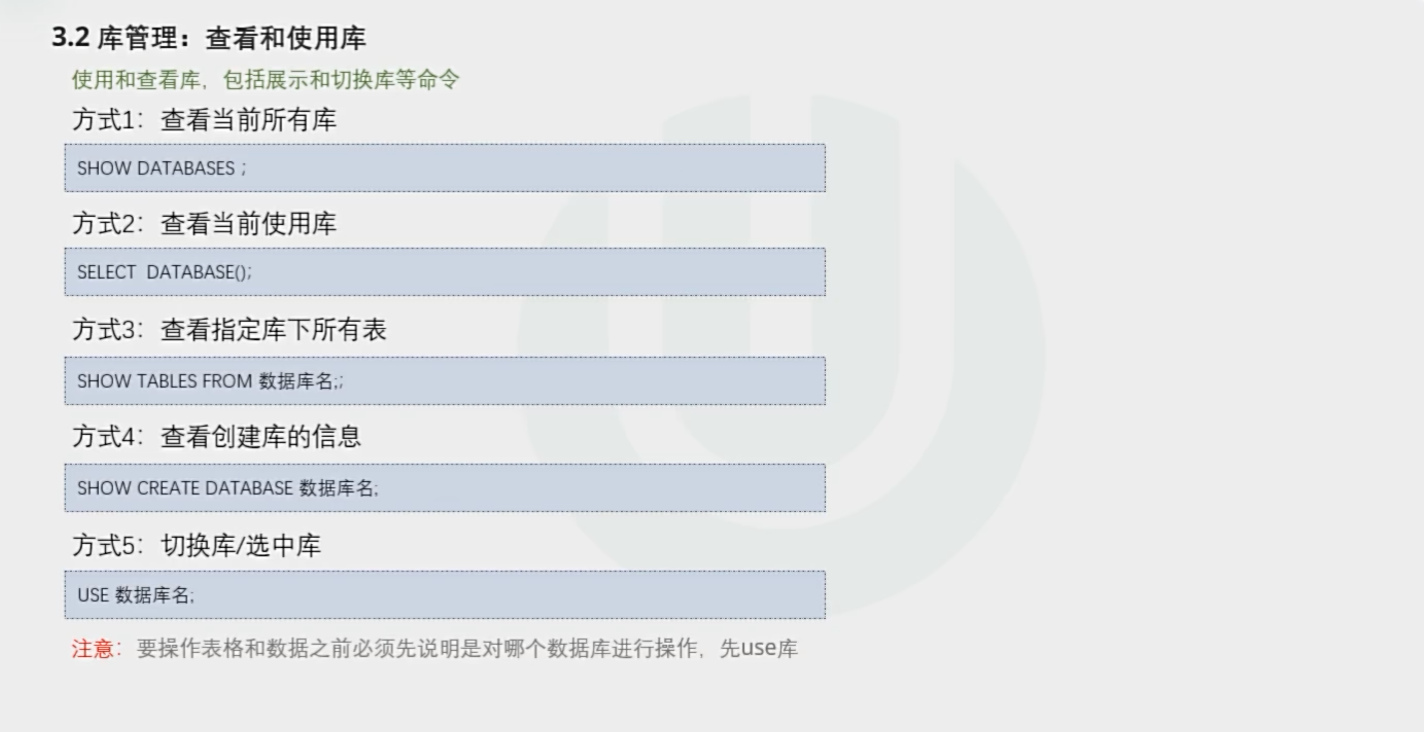 3.2 库管理：查看和使用库
使用和查看库，包括展示和切换库等命令
方式1：查看当前所有库
SHOW DATABASES ;
方式2：查看当前使用库
SELECT  DATABASE();
方式3：查看指定库下所有表
SHOW TABLES FROM 数据库名;;
方式4：查看创建库的信息
SHOW CREATE DATABASE 数据库名;
方式5：切换库/选中库
USE 数据库名;
注意：要操作表格和数据之前必须先说明是对哪个数据库进行操作，先use库